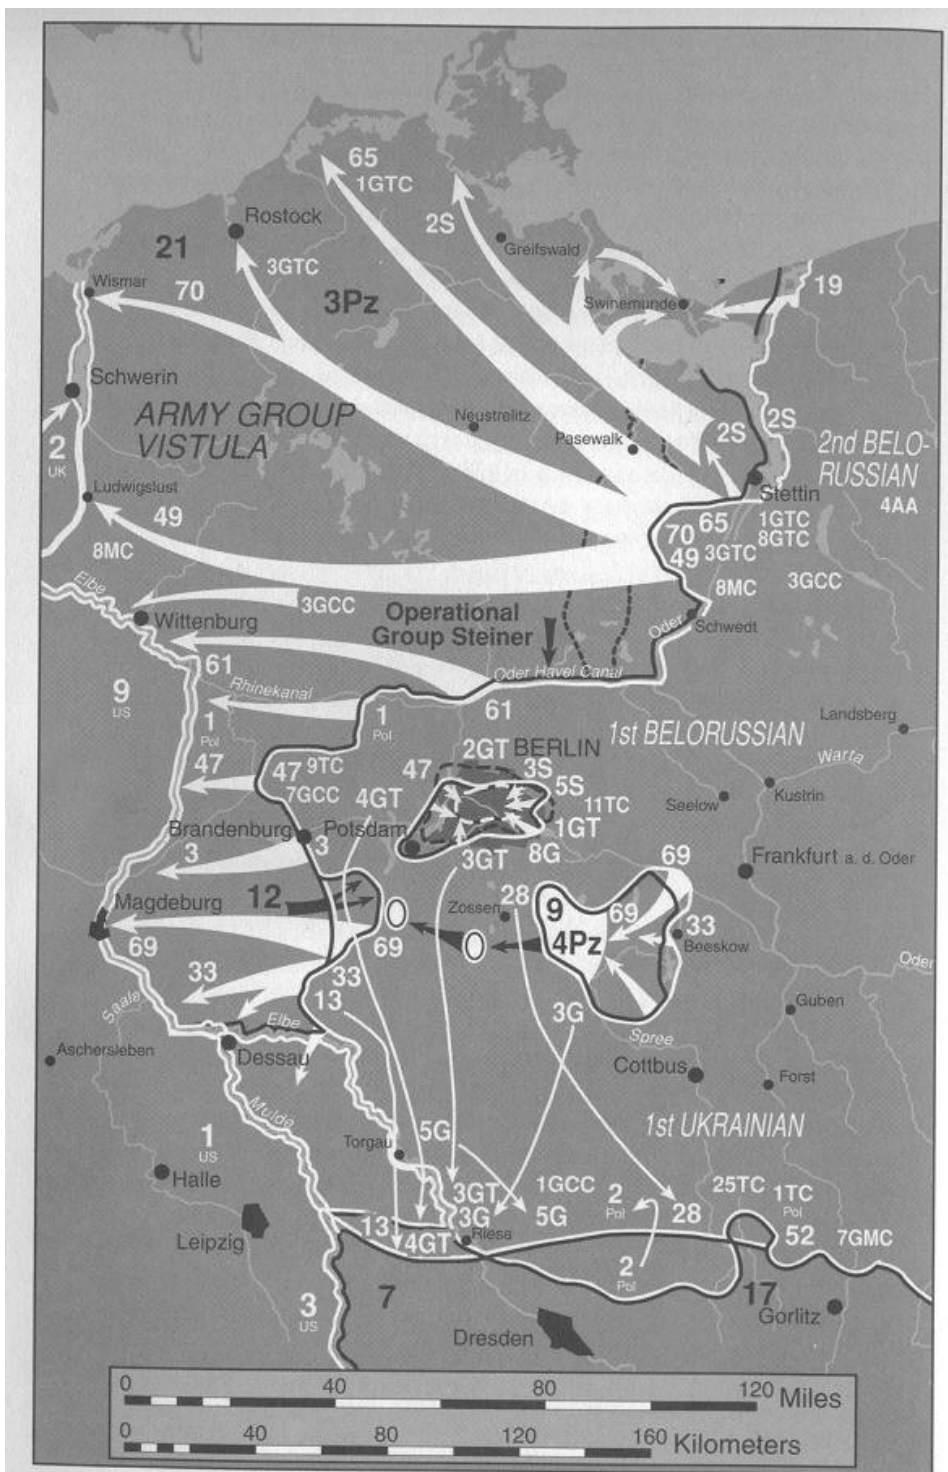 65
1GTC
Rostock
2S
21
Greifswald
3GTC
Wismar
70
3Pz
Swinemunde
19
Schwerin
ARMY GROUP
VISTULA
Neustrelitz
2S
2S
Pasewalk
2nd BELO-
RUSSIAN
4AA
2
UK
Ludwigslust
Stettin
49
65
1GTC
70
8GTC
8MC
49
3GTC
Elbe
8MC
3GCC
3GCC
Operational
Group Steiner
Wittenburg
Oder
Schwedt
61
Oder Havel Canal
9
US
Rhinekanal
1
Pol
1
Pol
61
Landsberg
1st BELORUSSIAN
2GT
BERLIN
Warta
47
47
9TC
47
3S
7GCC
4GT
5S
11TC
Kustrin
Seelow
Brandenburg
Potsdam
1GT
3
3
3GT
8G
69
Frankfurt a. d. Oder
Magdeburg
12
Zossen
28
9
69
33
4Pz
Beeskow
69
69
33
33
13
Oder
Saale
3G
Guben
Elbe
Spree
Aschersleben
Dessau
Cottbus
Forst
Mulde
1st UKRAINIAN
1
US
Torgau
5G
Halle
3GT
1GCC
2
Pol
25TC
1TC
Pol
3G
5G
28
52
7GMC
13
Riesa
Leipzig
4GT
2
Pol
3
US
7
17
Gorlitz
Dresden
0 40 80 120 Miles
0 40 80 120 160 Kilometers